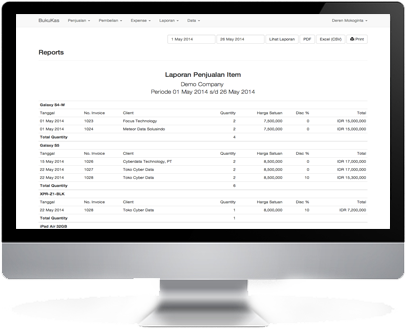 BukuKas Penjualan Pembelian Expense Laporan Data Daren Mirasginta
1 May 2014 26 May 2014 Lihat Laporan PDF Excel (CSV) Print
Reports
Laporan Penjualan Item
Demo Company
Periode 01 May 2014 s/d 26 May 2014
Galaxy S4-W
Tanggal No. Invoice Client Quantity Harga Satuan Disc % Total
01 May 2014 1023 Focus Technology 2 7,500,000 0 IDR 15,000,000
21 May 2014 1024 Meteor Data Solusindo 2 7,500,000 0 IDR 15,000,000
Total Quantity 4
Galaxy S5
Tanggal No. Invoice Client Quantity Harga Satuan Disc % Total
15 May 2014 1026 Cyberdata Technology, PT 2 8,500,000 0 IDR 17,000,000
22 May 2014 1027 Toko Cyber Data 2 8,500,000 0 IDR 17,000,000
22 May 2014 1028 Toko Cyber Data 2 8,500,000 10 IDR 15,300,000
Total Quantity 6
XPR-Z1-BLK
Tanggal No. Invoice Client Quantity Harga Satuan Disc % Total
22 May 2014 1028 Toko Cyber Data 1 8,000,000 10 IDR 7,200,000
Total Quantity 1
iPad Air 32GB